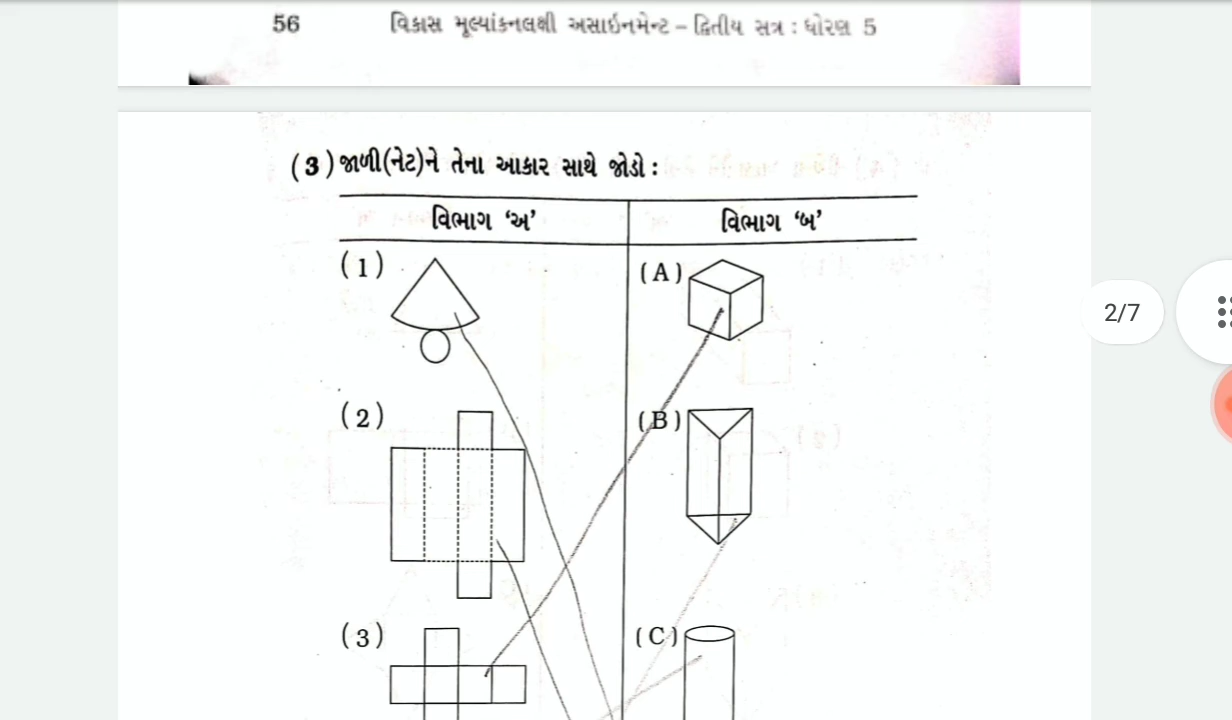 56 વિકાસ મૂલ્યાંકનલક્ષી અસાઇનમેન્ટ – દ્વિતીય સત્ર : ધોરણ 5
(3) જાળી(નેટ)ને તેના આકાર સાથે જોડો :
વિભાગ ‘અ’ વિભાગ ‘બ’
(1) (A)
2/7
(2) (B)
(3) (C)